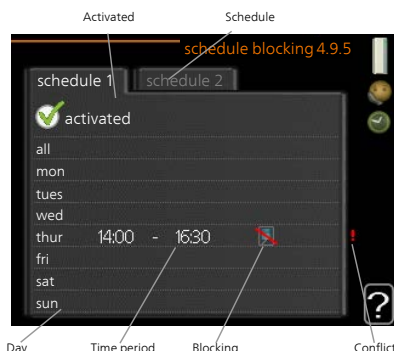 Activated Schedule
schedule blocking 4.9.5
schedule 1 schedule 2
activated
all
mon
tues
wed
thur 14:00 - 16:30 !
fri
sat
sun
?
Day Time period Blocking Conflict